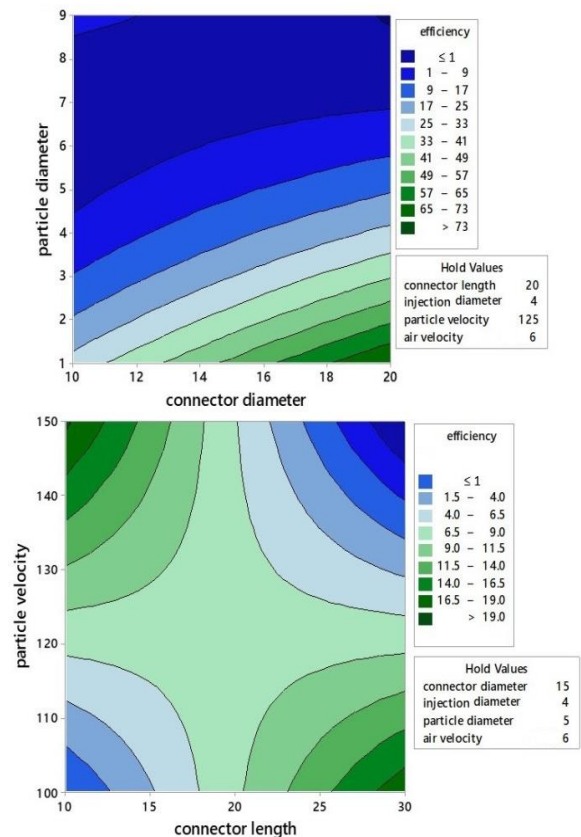 efficiency
≤ 1
1 – 9
9 – 17
17 – 25
25 – 33
33 – 41
41 – 49
49 – 57
57 – 65
65 – 73
> 73
Hold Values
connector length 20
injection diameter 4
particle velocity 125
air velocity 6
particle diameter
9
8
7
6
5
4
3
2
1
10 12 14 16 18 20
connector diameter
efficiency
≤ 1
1.5 – 4.0
4.0 – 6.5
6.5 – 9.0
9.0 – 11.5
11.5 – 14.0
14.0 – 16.5
16.5 – 19.0
> 19.0
Hold Values
connector diameter 15
injection diameter 4
particle diameter 5
air velocity 6
particle velocity
150
140
130
120
110
100
10 15 20 25 30
connector length